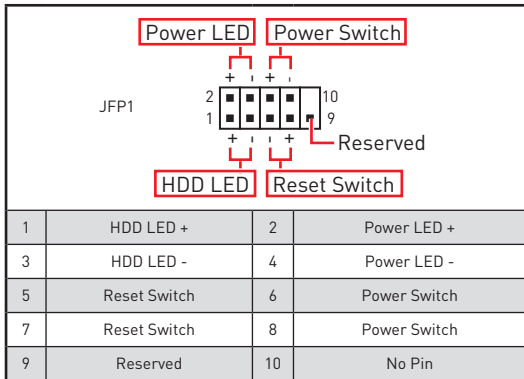 Power LED Power Switch
+ - + -
JFP1
2 10
1 9
+ - - +
Reserved
HDD LED Reset Switch
1 HDD LED + 2 Power LED +
3 HDD LED - 4 Power LED -
5 Reset Switch 6 Power Switch
7 Reset Switch 8 Power Switch
9 Reserved 10 No Pin